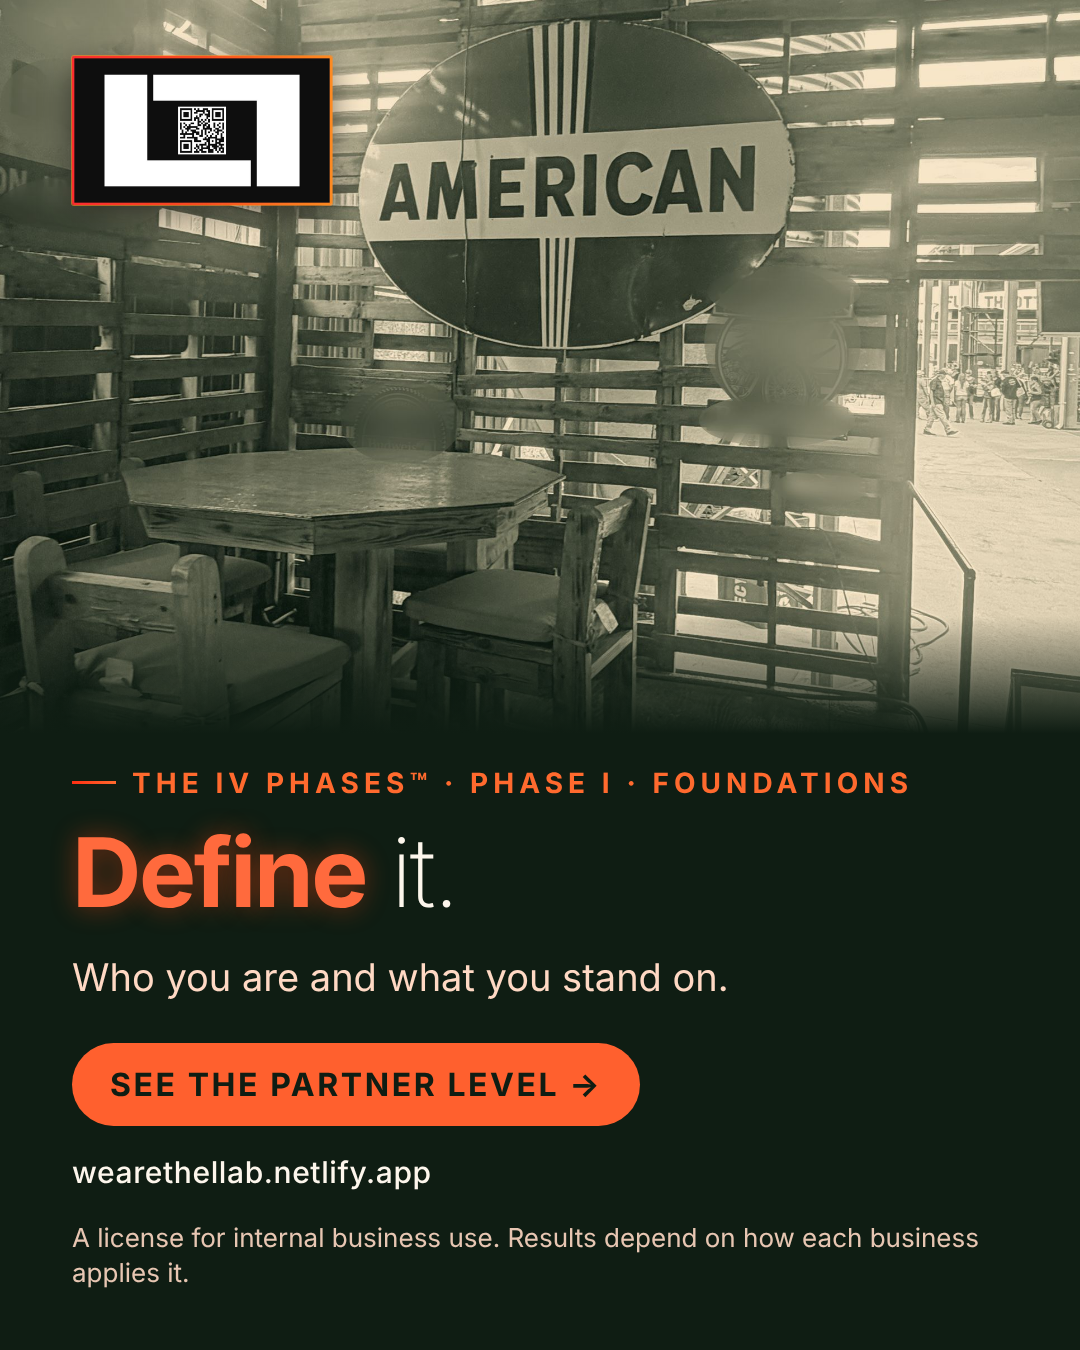 AMERICAN
THE IV PHASES™ · PHASE I · FOUNDATIONS
Define it.
Who you are and what you stand on.
SEE THE PARTNER LEVEL →
wearethellab.netlify.app
A license for internal business use. Results depend on how each business
applies it.